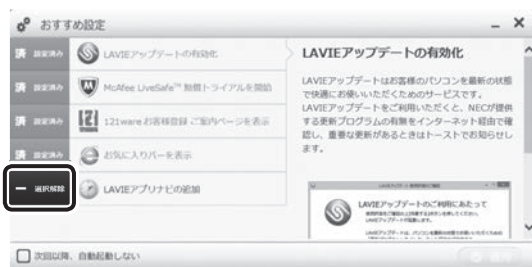 おすすめ設定
済 設定済み LAVIEアップデートの有効化
済 設定済み McAfee LiveSafe™ 無償トライアルを開始
済 設定済み 121ware お客様登録 ご案内ページを表示
済 設定済み お気に入りバーを表示
選択解除 LAVIEアプリナビの追加
LAVIEアップデートの有効化
LAVIEアップデートはお客様のパソコンを最新の状態
で快適にお使いいただくためのサービスです。
LAVIEアップデートをご利用いただくと、NECが提供
する更新プログラムの有無をインターネット経由で確
認し、重要な更新があるときはトーストでお知らせし
ます。
LAVIEアップデートのご利用にあたって
次回以降、自動起動しない